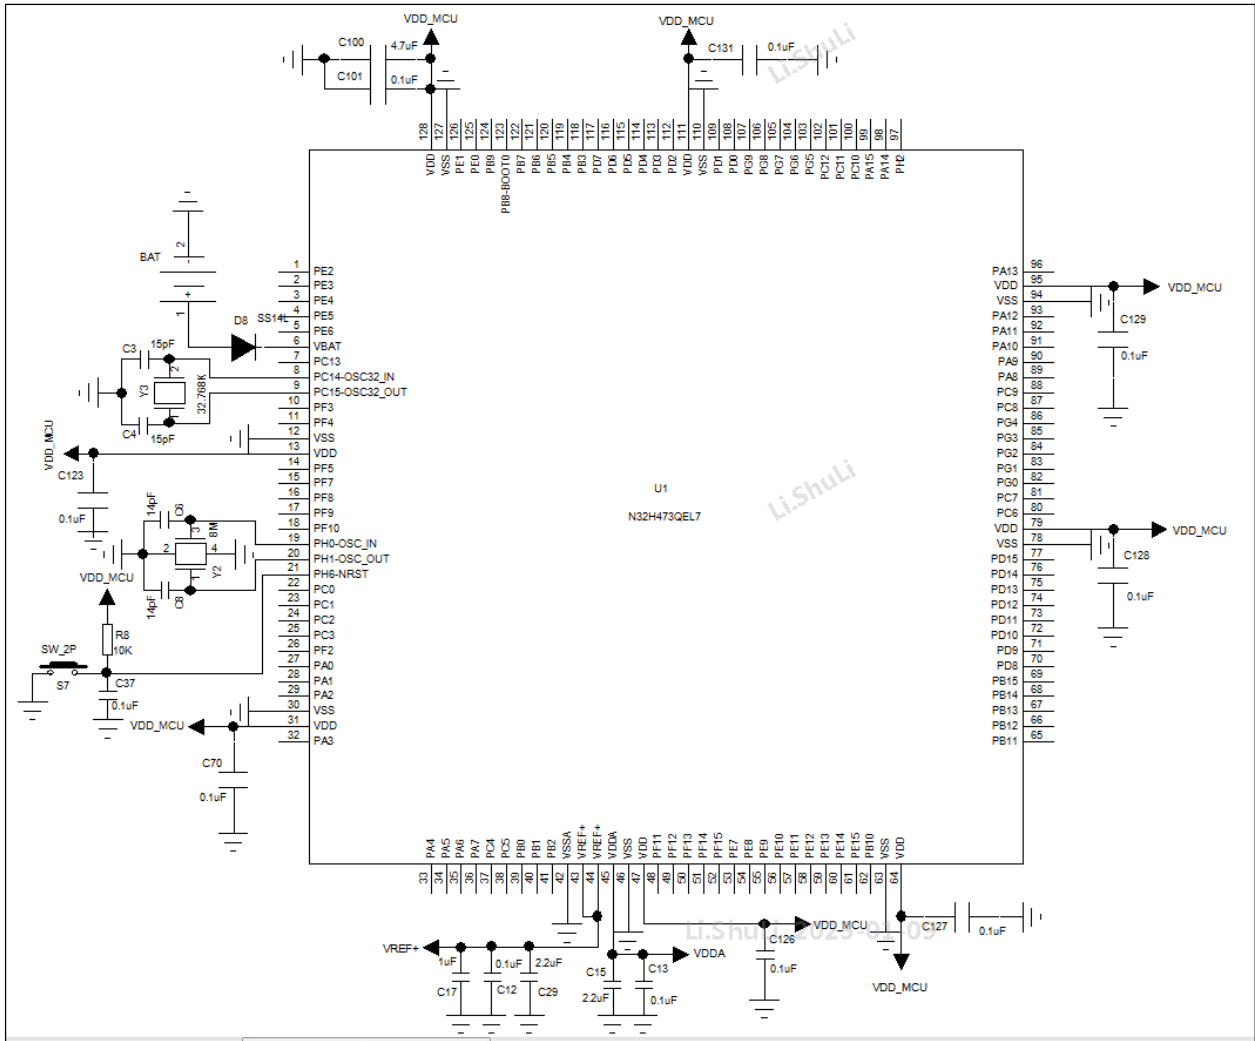 VDD_MCU
C100
4.7uF
C101
0.1uF
VDD_MCU
C131
0.1uF
Li.ShuLi
128
127
126
125
124
123
122
121
120
119
118
117
116
115
114
113
112
111
110
109
108
107
106
105
104
103
102
101
100
99
98
97
VDD
VSS
PE1
PE0
PB9
PB8-BOOT0
PB7
PB6
PB5
PB4
PB3
PD7
PD6
PD5
PD4
PD3
PD2
VDD
VSS
PD1
PD0
PG9
PG8
PG7
PG6
PG5
PC12
PC11
PC10
PA15
PA14
PH2
2
BAT
+
1
D8
SS14L
C3
15pF
2
Y3
32.768K
1
C4
15pF
VDD_MCU
C123
0.1uF
14pF
C6
3
8M
2
4
1
Y2
14pF
C8
VDD_MCU
R8
10K
SW_2P
S7
C37
0.1uF
VDD_MCU
C70
0.1uF
1 PE2
2 PE3
3 PE4
4 PE5
5 PE6
6 VBAT
7 PC13
8 PC14-OSC32_IN
9 PC15-OSC32_OUT
10 PF3
11 PF4
12 VSS
13 VDD
14 PF5
15 PF7
16 PF8
17 PF9
18 PF10
19 PH0-OSC_IN
20 PH1-OSC_OUT
21 PH6-NRST
22 PC0
23 PC1
24 PC2
25 PC3
26 PF2
27 PA0
28 PA1
29 PA2
30 VSS
31 VDD
32 PA3
U1
N32H473QEL7
Li.ShuLi
PA13 96
VDD 95
VSS 94
PA12 93
PA11 92
PA10 91
PA9 90
PA8 89
PC9 88
PC8 87
PG4 86
PG3 85
PG2 84
PG1 83
PG0 82
PC7 81
PC6 80
VDD 79
VSS 78
PD15 77
PD14 76
PD13 75
PD12 74
PD11 73
PD10 72
PD9 71
PD8 70
PB15 69
PB14 68
PB13 67
PB12 66
PB11 65
VDD_MCU
C129
0.1uF
VDD_MCU
C128
0.1uF
PA4
PA5
PA6
PA7
PC4
PC5
PB0
PB1
PB2
VSSA
VREF+
VREF+
VDDA
VSS
VDD
PF11
PF12
PF13
PF14
PF15
PE7
PE8
PE9
PE10
PE11
PE12
PE13
PE14
PE15
PB10
VSS
VDD
33
34
35
36
37
38
39
40
41
42
43
44
45
46
47
48
49
50
51
52
53
54
55
56
57
58
59
60
61
62
63
64
VREF+
1uF
C17
0.1uF
C12
2.2uF
C29
C15
2.2uF
C13
0.1uF
VDDA
VDD_MCU
C126
0.1uF
Li.ShuLi 2025-01-09
C127
0.1uF
VDD_MCU